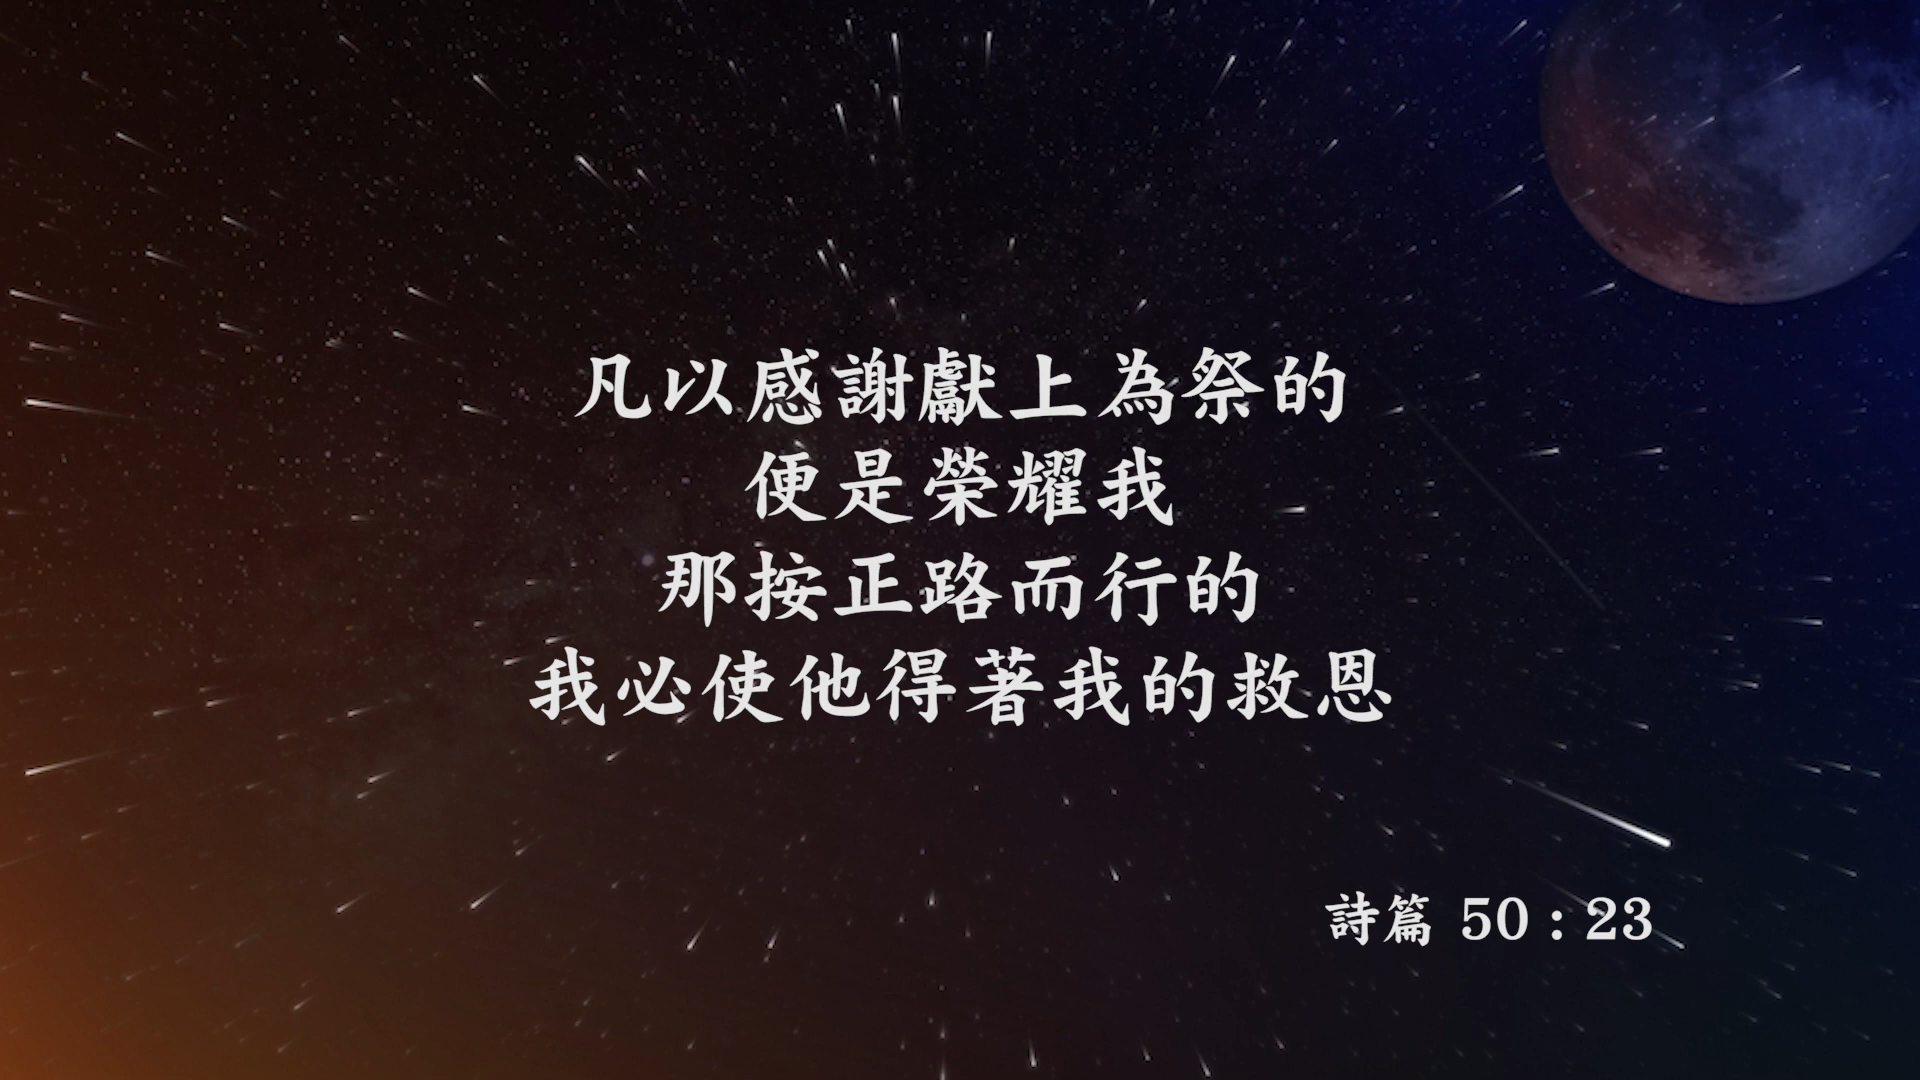 凡以感謝獻上為祭的
便是榮耀我
那按正路而行的
我必使他得著我的救恩
詩篇 50：23